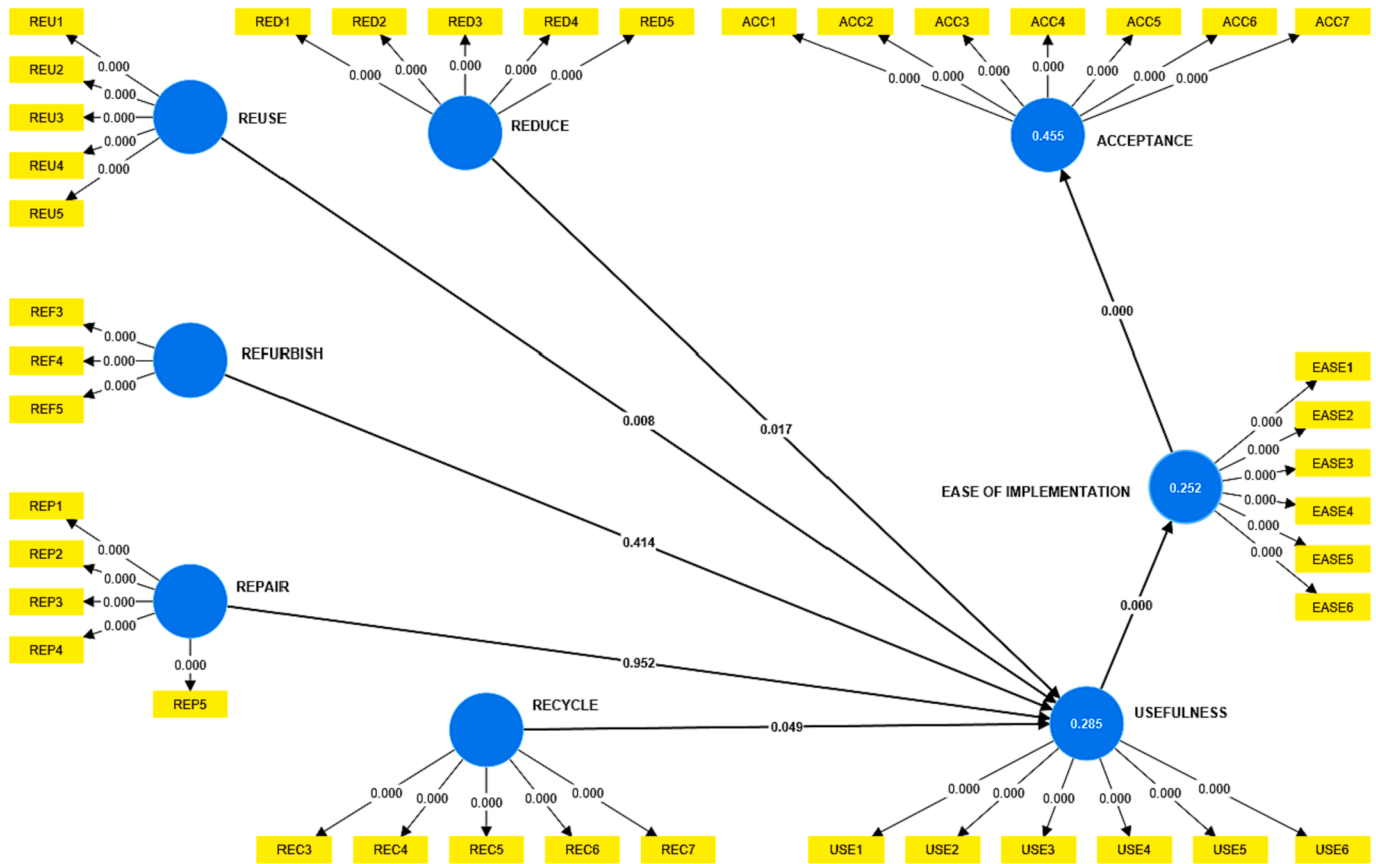 REU1
REU2
REU3
REU4
REU5
0.000
0.000
0.000
0.000
0.000
REUSE
RED1
RED2
RED3
RED4
RED5
0.000
0.000
0.000
0.000
0.000
REDUCE
ACC1
ACC2
ACC3
ACC4
ACC5
ACC6
ACC7
0.000
0.000
0.000
0.000
0.000
0.000
0.000
0.455
ACCEPTANCE
REF3
REF4
REF5
0.000
0.000
0.000
REFURBISH
0.008
0.017
0.414
0.952
0.049
0.000
0.000
EASE OF IMPLEMENTATION
0.252
0.000
0.000
0.000
0.000
0.000
0.000
EASE1
EASE2
EASE3
EASE4
EASE5
EASE6
REP1
REP2
REP3
REP4
REP5
0.000
0.000
0.000
0.000
0.000
REPAIR
RECYCLE
0.000
0.000
0.000
0.000
0.000
REC3
REC4
REC5
REC6
REC7
0.285
USEFULNESS
0.000
0.000
0.000
0.000
0.000
0.000
USE1
USE2
USE3
USE4
USE5
USE6